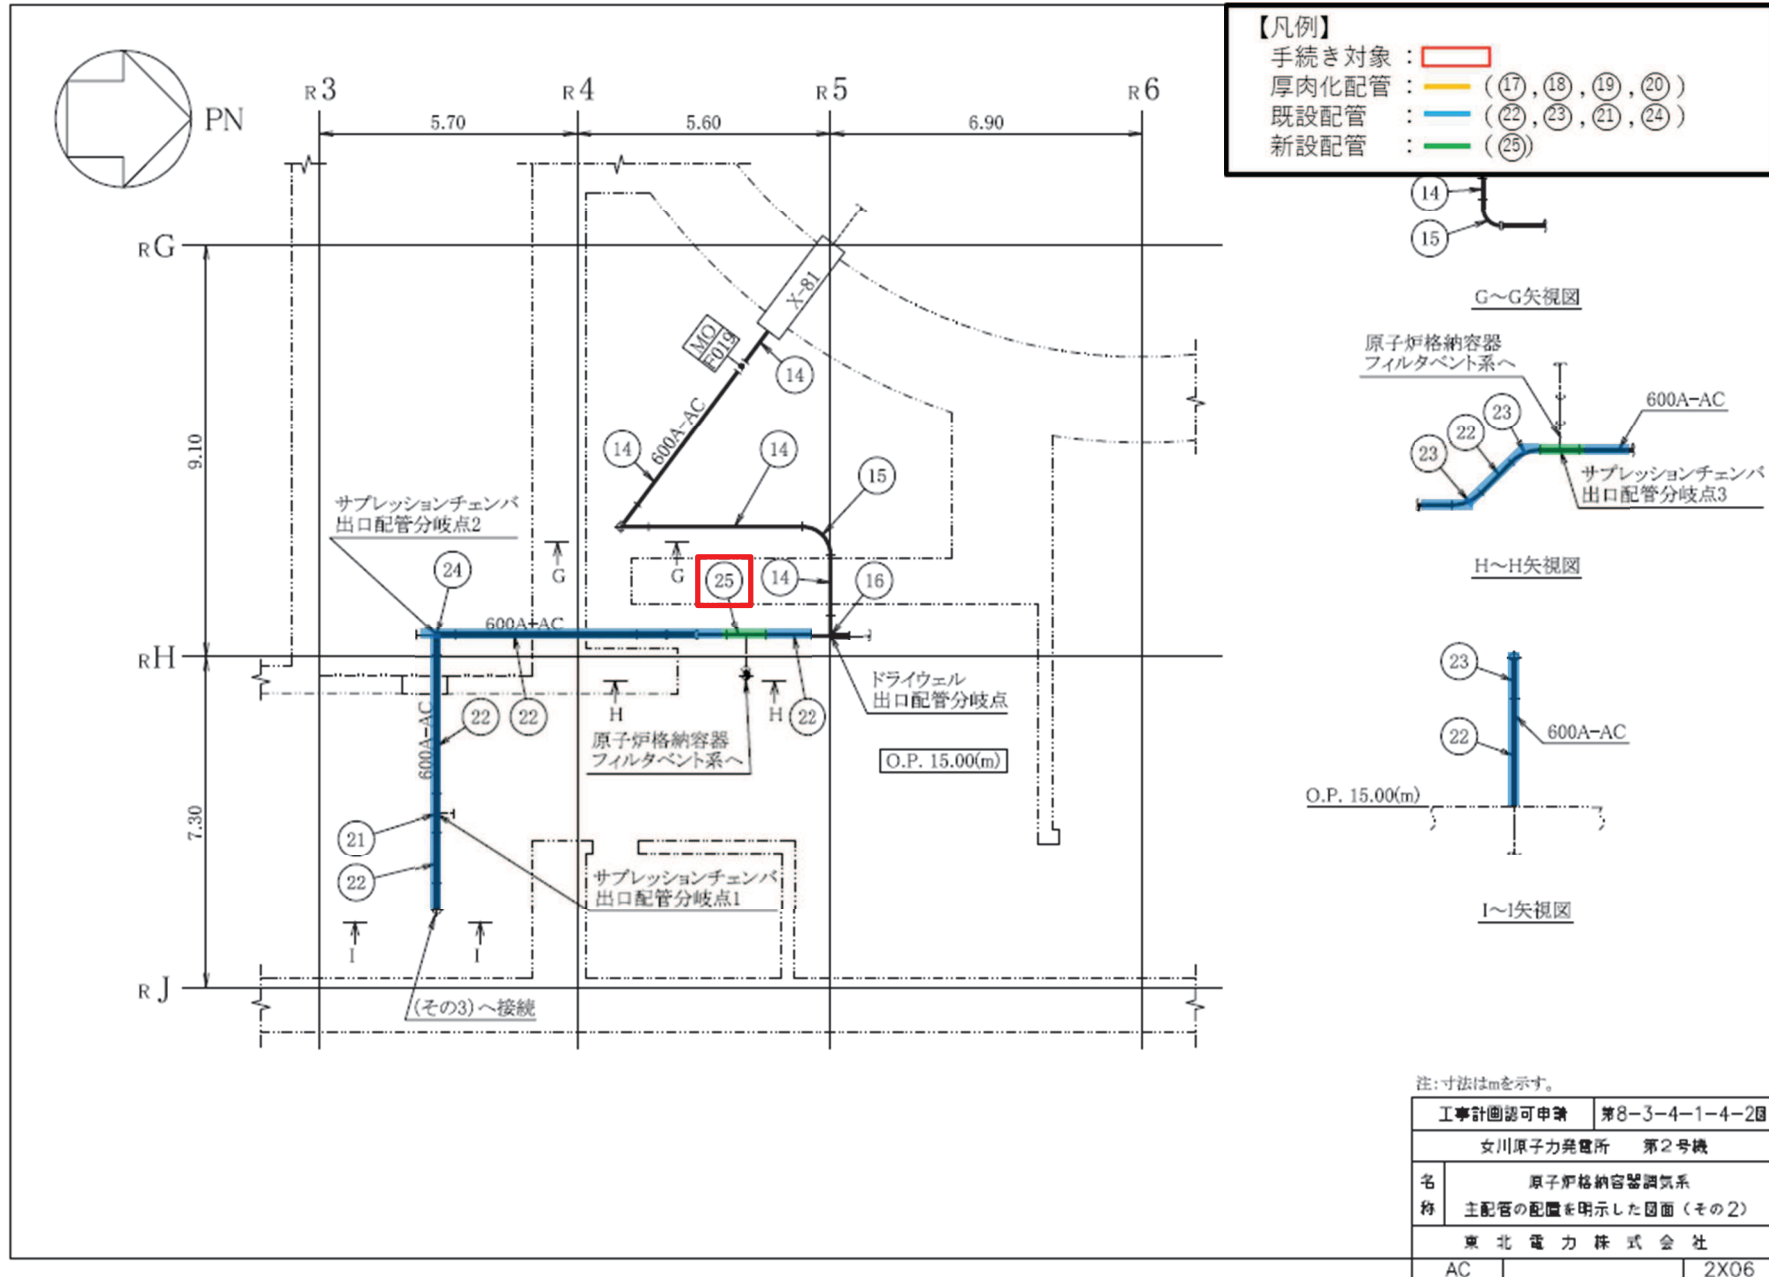 【凡例】
手続き対象 :
厚肉化配管 : (⑰,⑱,⑲,⑳)
既設配管 : (㉒,㉓,㉑,㉔)
新設配管 : (㉕)
PN
R3
R4
R5
R6
5.70
5.60
6.90
RG
RH
RJ
9.10
7.30
X-81
MO
F019
14
600A-AC
14
14
15
14
16
25
G
G
サプレッションチェンバ
出口配管分岐点2
24
600A-AC
22
22
22
600A-AC
H
H
原子炉格納容器
フィルタベント系へ
ドライウェル
出口配管分岐点
O.P. 15.00(m)
21
22
サプレッションチェンバ
出口配管分岐点1
I
I
(その3)へ接続
14
15
G～G矢視図
原子炉格納容器
フィルタベント系へ
600A-AC
23
22
23
サプレッションチェンバ
出口配管分岐点3
H～H矢視図
23
22
600A-AC
O.P. 15.00(m)
I～I矢視図
注:寸法はmを示す。
工事計画認可申請 第8-3-4-1-4-2図
女川原子力発電所 第2号機
名称
原子炉格納容器調気系
主配管の配置を明示した図面(その2)
東北電力株式会社
AC 2X06